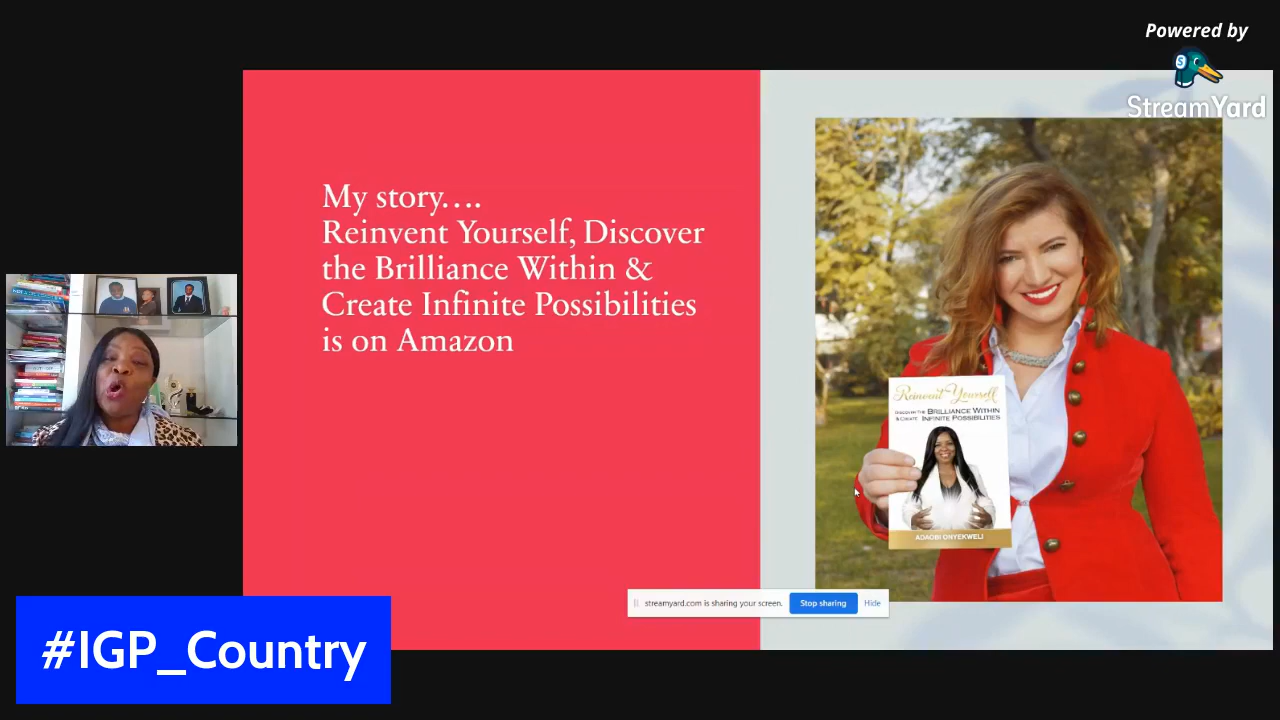 Powered by
StreamYard
My story….
Reinvent Yourself, Discover
the Brilliance Within &
Create Infinite Possibilities
is on Amazon
Reinvent Yourself
DISCOVER THE BRILLIANCE WITHIN
& CREATE INFINITE POSSIBILITIES
ADAOBI ONYEKWELI
streamyard.com is sharing your screen.
Stop sharing
Hide
#IGP_Country